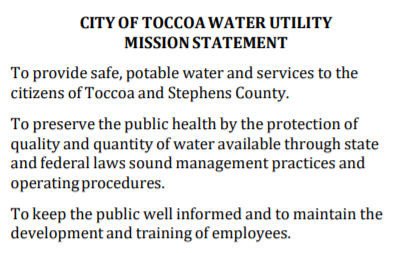 CITY OF TOCCOA WATER UTILITY
MISSION STATEMENT
To provide safe, potable water and services to the
citizens of Toccoa and Stephens County.
To preserve the public health by the protection of
quality and quantity of water available through state
and federal laws sound management practices and
operating procedures.
To keep the public well informed and to maintain the
development and training of employees.